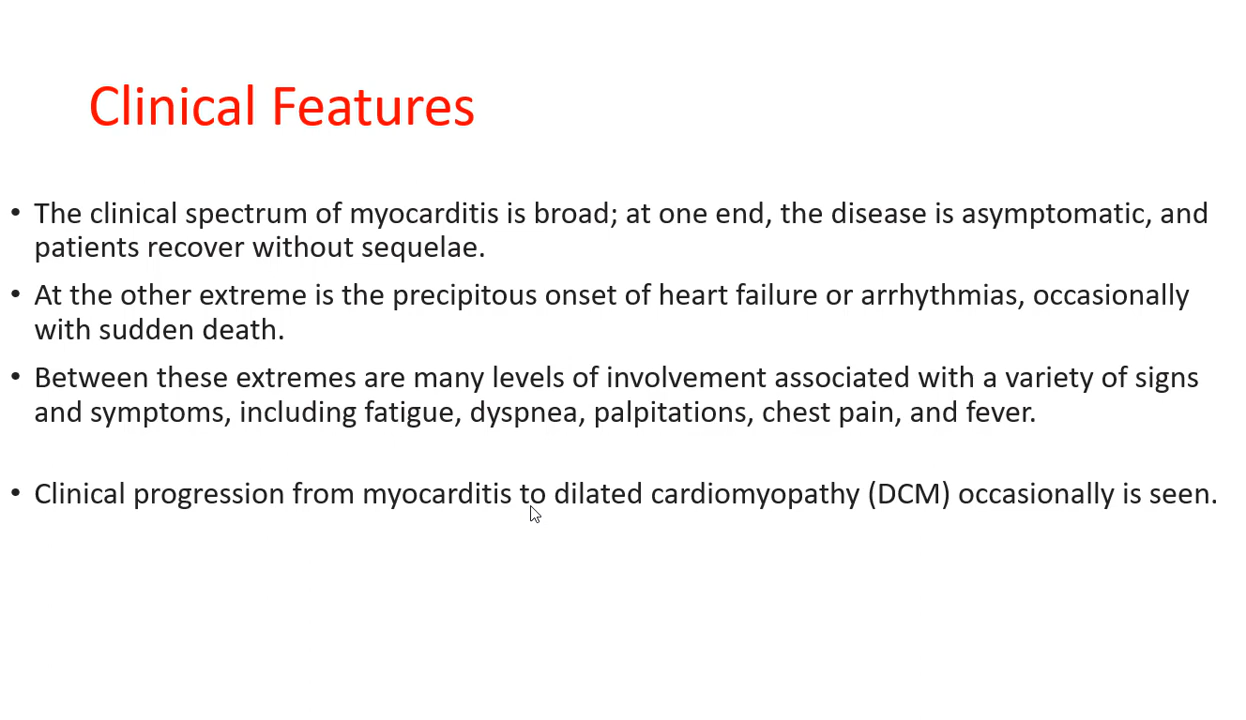 Clinical Features
• The clinical spectrum of myocarditis is broad; at one end, the disease is asymptomatic, and
patients recover without sequelae.
• At the other extreme is the precipitous onset of heart failure or arrhythmias, occasionally
with sudden death.
• Between these extremes are many levels of involvement associated with a variety of signs
and symptoms, including fatigue, dyspnea, palpitations, chest pain, and fever.
• Clinical progression from myocarditis to dilated cardiomyopathy (DCM) occasionally is seen.